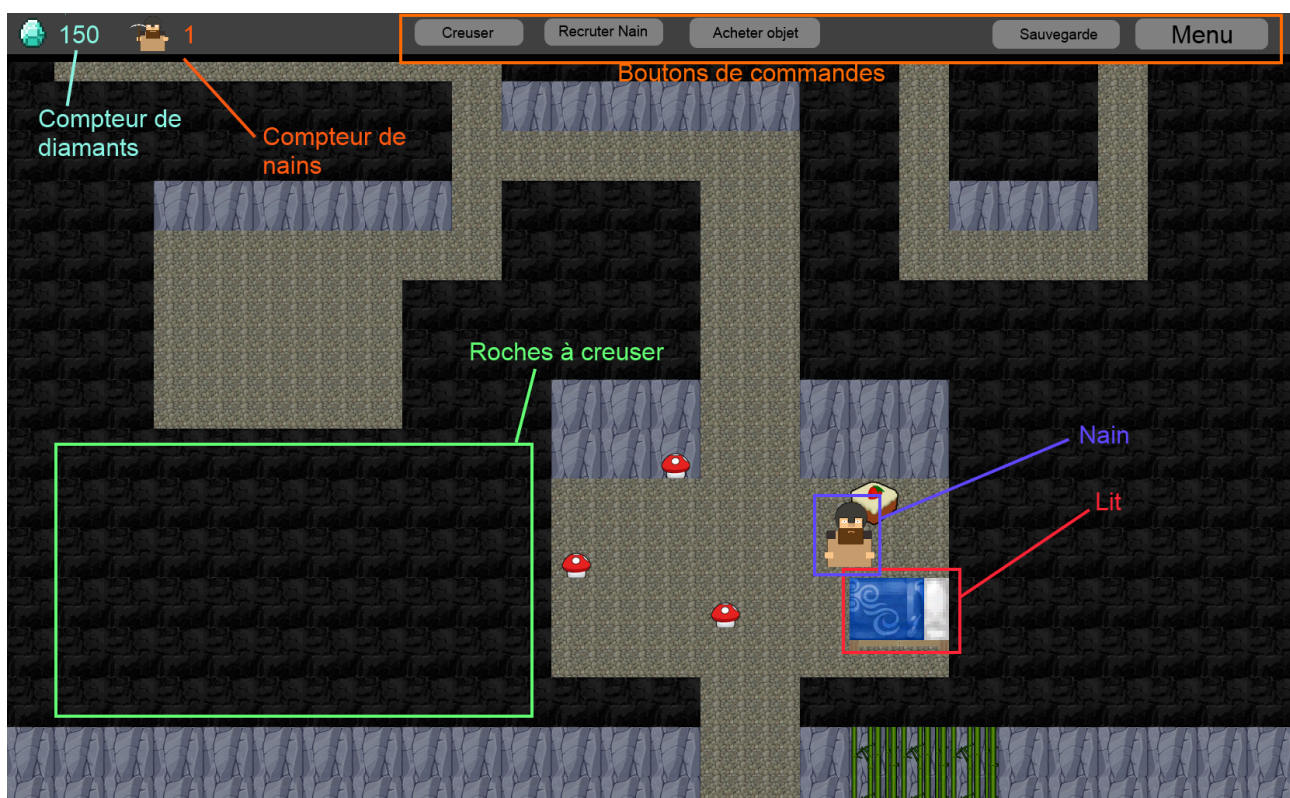 150
1
Creuser
Recruter Nain
Acheter objet
Sauvegarde
Menu
Boutons de commandes
Compteur de
diamants
Compteur de
nains
Roches à creuser
Nain
Lit